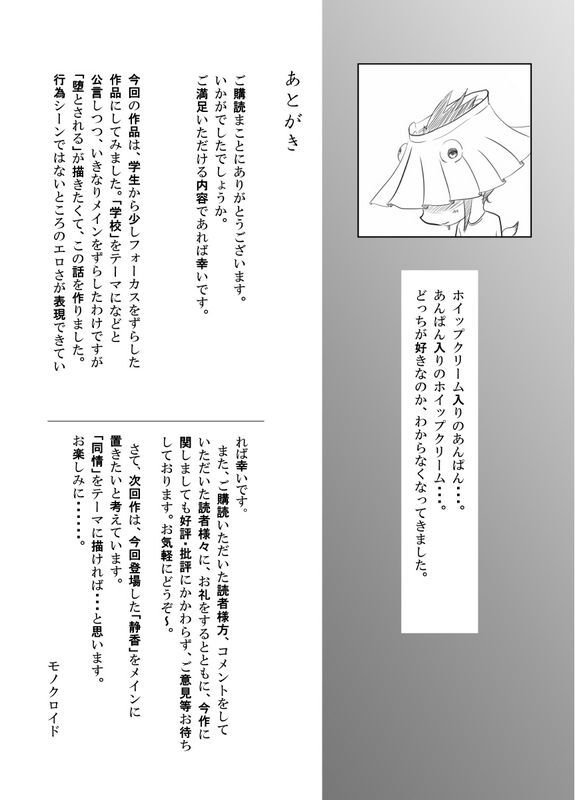 ホイップクリーム入りのあんぱん・・・。
あんぱん入りのホイップクリーム・・・。
どっちが好きなのか、わからなくなってきました。
あとがき
ご購読まことにありがとうございます。
いかがでしたでしょうか。
ご満足いただける内容であれば幸いです。
今回の作品は、学生から少しフォーカスをずらした
作品にしてみました。「学校」をテーマになどと
公言しつつ、いきなりメインをずらしたわけですが
「堕とされる」が描きたくて、この話を作りました。
行為シーンではないところのエロさが表現できてい
れば幸いです。
また、ご購読いただいた読者様方、コメントをして
いただいた読者様々に、お礼をするとともに、今作に
関しましても好評・批評にかかわらず、ご意見等お待ち
しております。お気軽にどうぞ～。
さて、次回作は、今回登場した「静香」をメインに
置きたいと考えています。
「同情」をテーマに描ければ・・・と思います。
お楽しみに・・・・・・。
モノクロイド